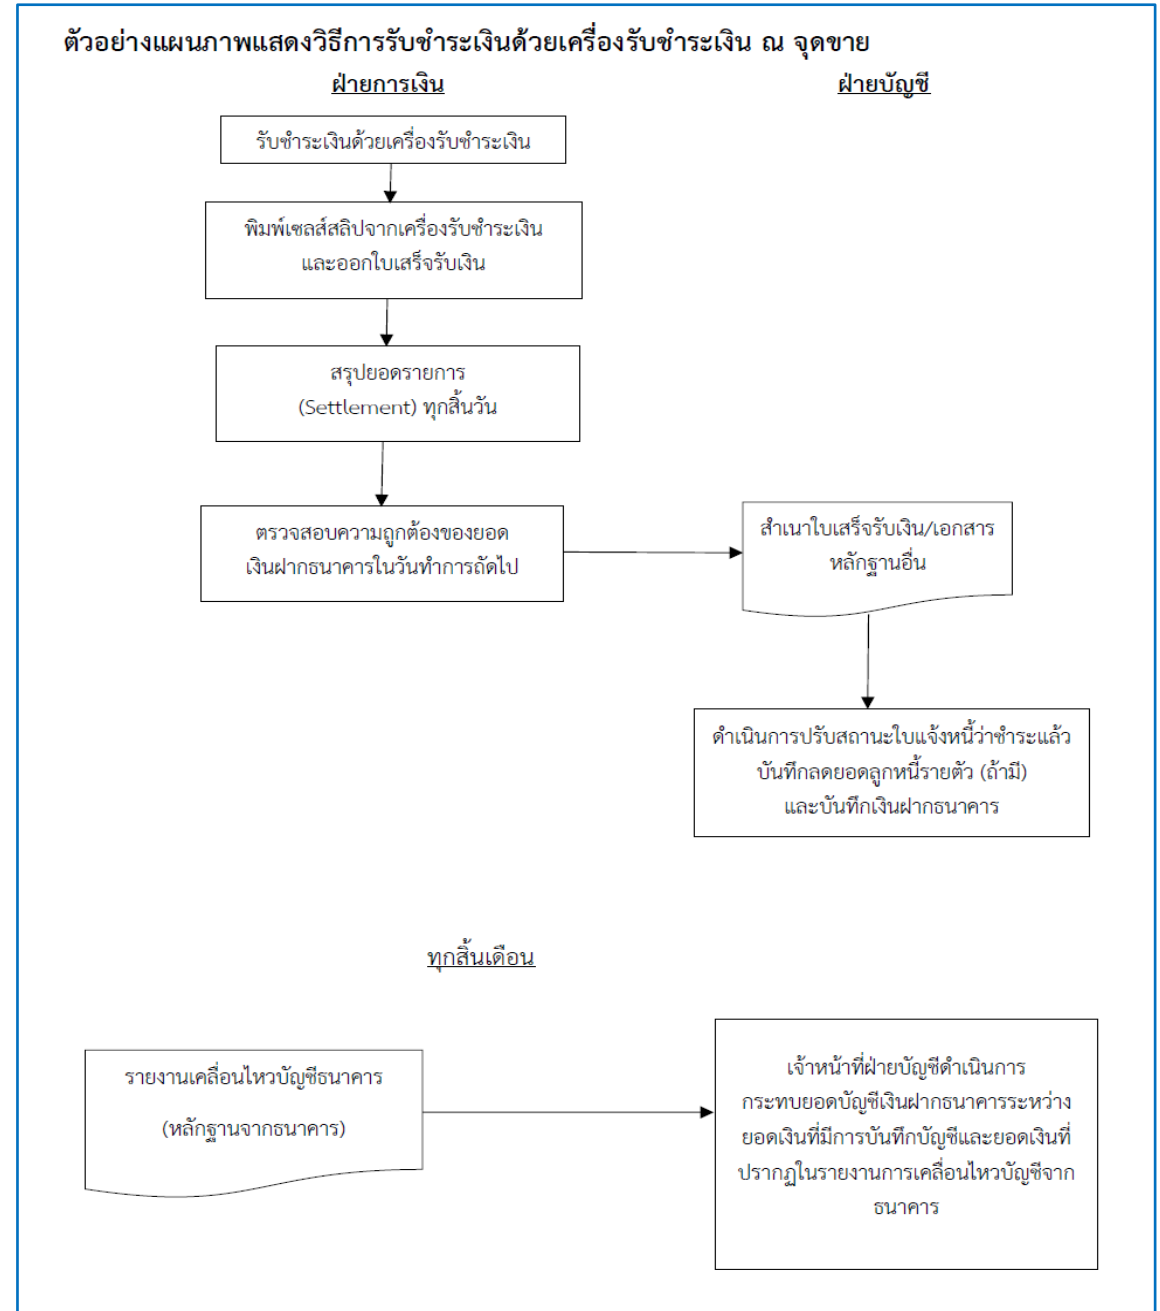 ตัวอย่างแผนภาพแสดงวิธีการรับชำระเงินด้วยเครื่องรับชำระเงิน ณ จุดขาย
ฝ่ายการเงิน
ฝ่ายบัญชี
รับชำระเงินด้วยเครื่องรับชำระเงิน
พิมพ์เซลส์สลิปจากเครื่องรับชำระเงิน
และออกใบเสร็จรับเงิน
สรุปยอดรายการ
(Settlement) ทุกสิ้นวัน
ตรวจสอบความถูกต้องของยอด
เงินฝากธนาคารในวันทำการถัดไป
สำเนาใบเสร็จรับเงิน/เอกสาร
หลักฐานอื่น
ดำเนินการปรับสถานะใบแจ้งหนี้ว่าชำระแล้ว
บันทึกลดยอดลูกหนี้รายตัว (ถ้ามี)
และบันทึกเงินฝากธนาคาร
ทุกสิ้นเดือน
รายงานเคลื่อนไหวบัญชีธนาคาร
(หลักฐานจากธนาคาร)
เจ้าหน้าที่ฝ่ายบัญชีดำเนินการ
กระทบยอดบัญชีเงินฝากธนาคารระหว่าง
ยอดเงินที่มีการบันทึกบัญชีและยอดเงินที่
ปรากฏในรายงานการเคลื่อนไหวบัญชีจาก
ธนาคาร